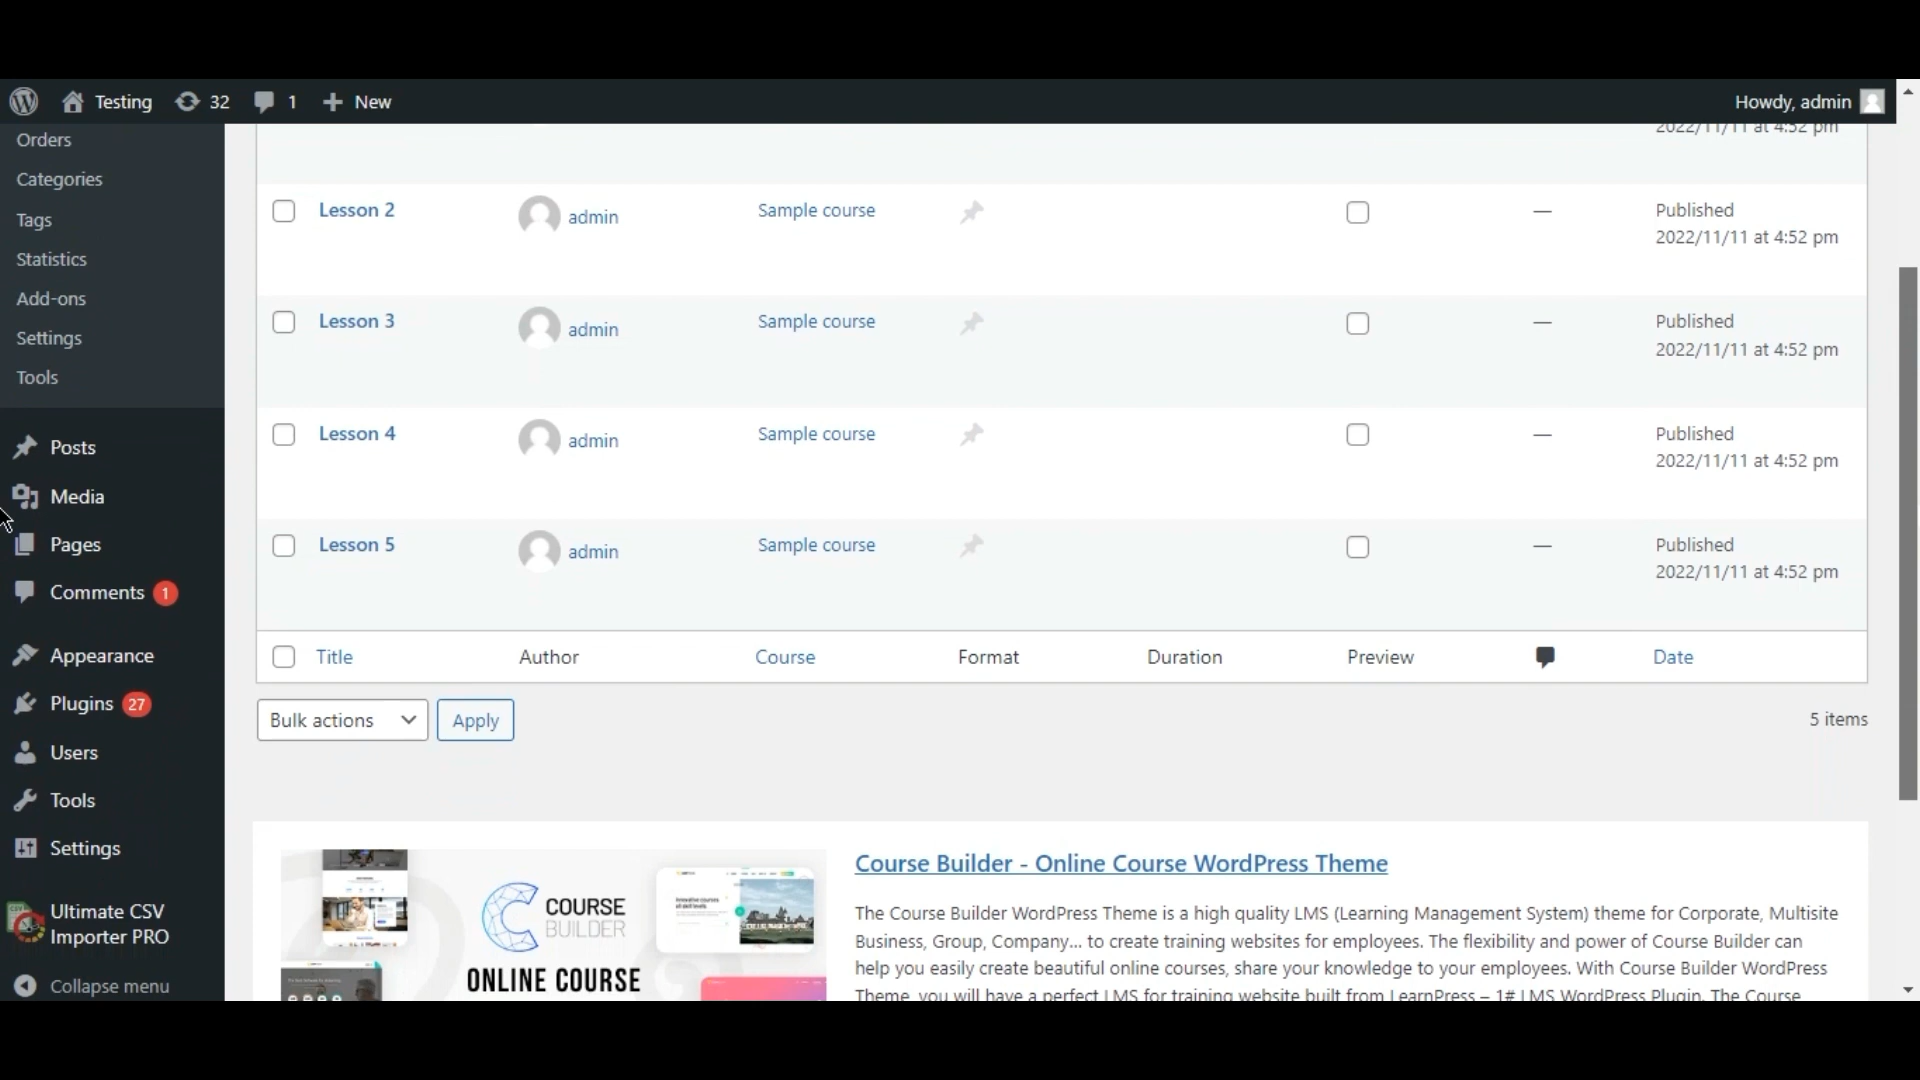 Testing 32 1 New Howdy, admin
Orders
Categories
Tags
Statistics
Add-ons
Settings
Tools
Posts
Media
Pages
Comments 1
Appearance
Plugins 27
Users
Tools
Settings
Ultimate CSV
Importer PRO
Collapse menu
2022/11/11 at 4:52 pm
Lesson 2 admin Sample course — Published
2022/11/11 at 4:52 pm
Lesson 3 admin Sample course — Published
2022/11/11 at 4:52 pm
Lesson 4 admin Sample course — Published
2022/11/11 at 4:52 pm
Lesson 5 admin Sample course — Published
2022/11/11 at 4:52 pm
Title Author Course Format Duration Preview Date
Bulk actions Apply 5 items
COURSE
BUILDER
ONLINE COURSE
Course Builder - Online Course WordPress Theme
The Course Builder WordPress Theme is a high quality LMS (Learning Management System) theme for Corporate, Multisite
Business, Group, Company... to create training websites for employees. The flexibility and power of Course Builder can
help you easily create beautiful online courses, share your knowledge to your employees. With Course Builder WordPress
Theme, you will have a perfect LMS for training website built from LearnPress – 1# LMS WordPress Plugin. The Course